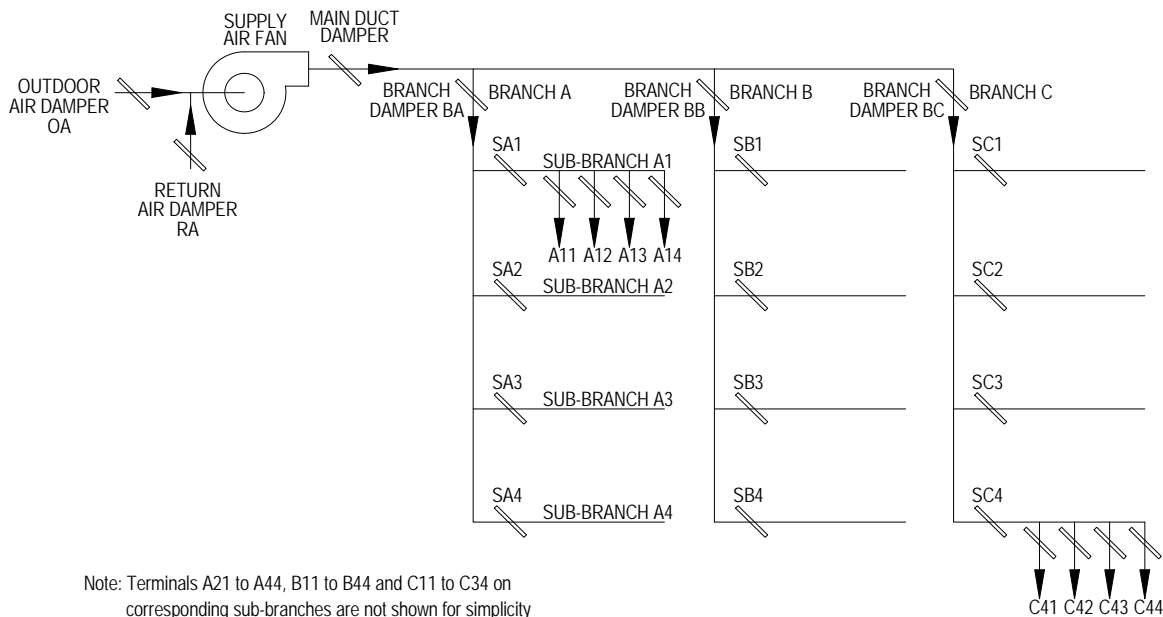 SUPPLY
AIR FAN
MAIN DUCT
DAMPER
OUTDOOR
AIR DAMPER
OA
RETURN
AIR DAMPER
RA
BRANCH
DAMPER BA
BRANCH A
BRANCH
DAMPER BB
BRANCH B
BRANCH
DAMPER BC
BRANCH C
SA1
SUB-BRANCH A1
A11
A12
A13
A14
SA2
SUB-BRANCH A2
SA3
SUB-BRANCH A3
SA4
SUB-BRANCH A4
SB1
SB2
SB3
SB4
SC1
SC2
SC3
SC4
C41
C42
C43
C44
Note: Terminals A21 to A44, B11 to B44 and C11 to C34 on
corresponding sub-branches are not shown for simplicity